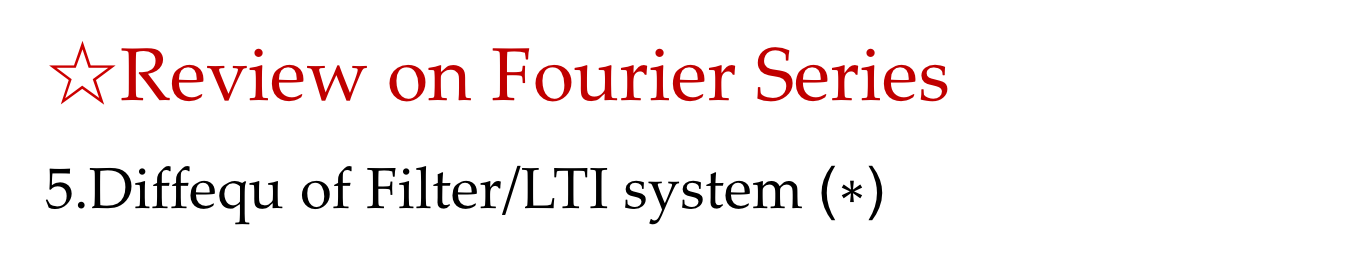 ☆Review on Fourier Series
5.Diffequ of Filter/LTI system (*)